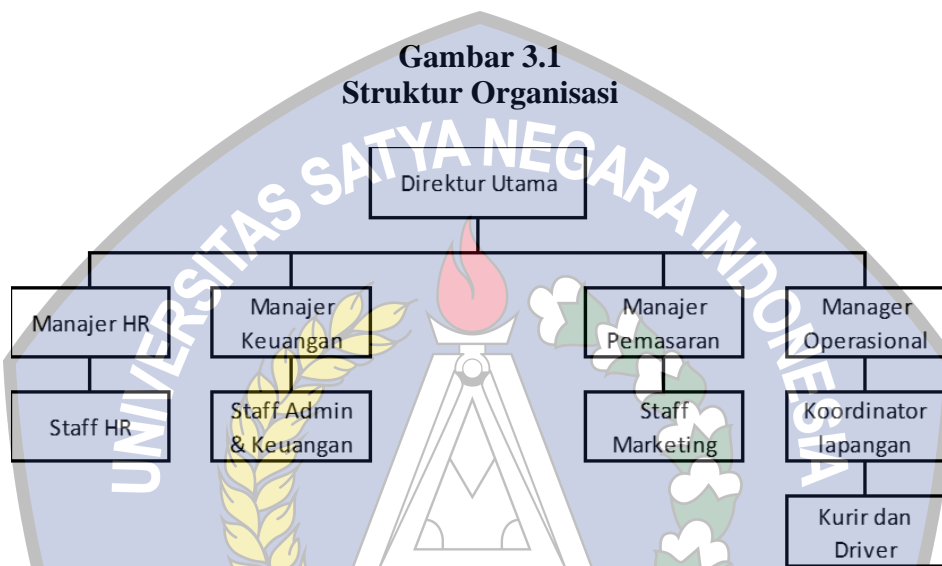 Gambar 3.1
Struktur Organisasi
UNIVERSITAS SATYA NEGARA INDONESIA
Direktur Utama
Manajer HR
Manajer
Keuangan
Manajer
Pemasaran
Manager
Operasional
Staff HR
Staff Admin
& Keuangan
Staff
Marketing
Koordinator
lapangan
Kurir dan
Driver